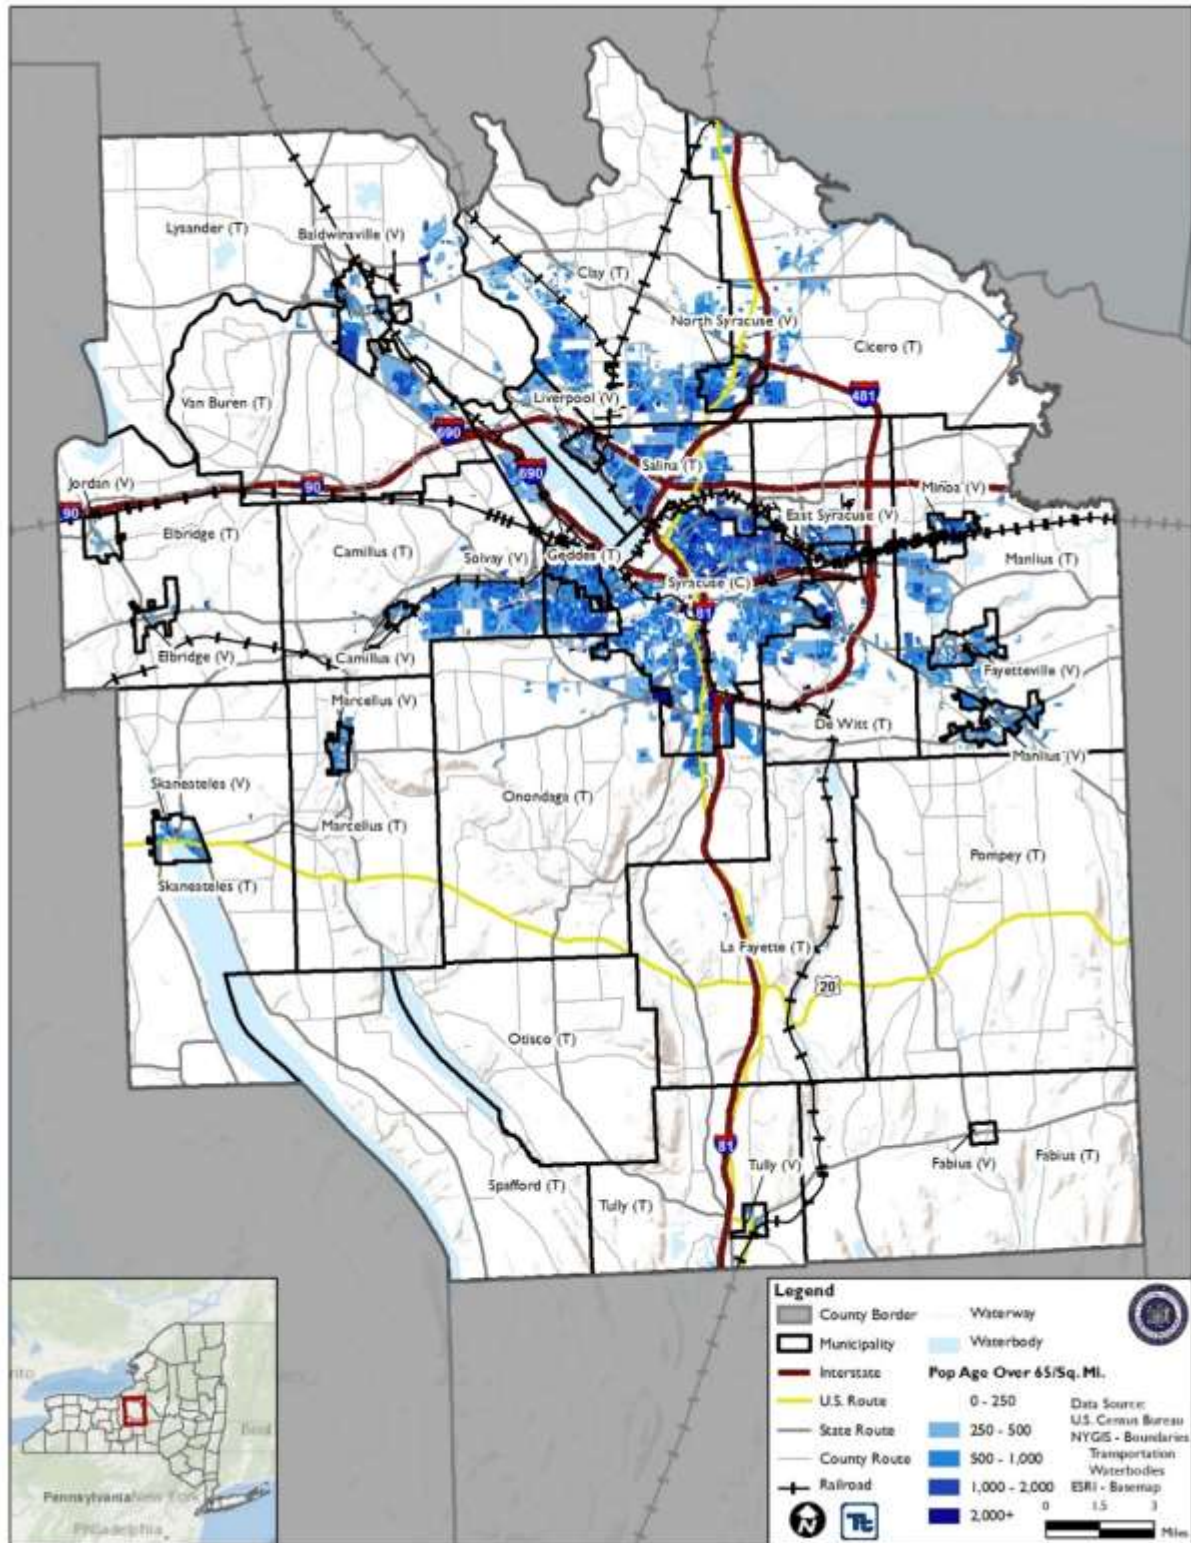 Lysander (T)
Baldwinsville (V)
Clay (T)
North Syracuse (V)
Cicero (T)
Van Buren (T)
Liverpool (V)
481
690
690
Salina (T)
Jordan (V)
90
90
Minoa (V)
East Syracuse (V)
Elbridge (T)
Camillus (T)
Solvay (V)
Geddes (T)
Manlius (T)
Syracuse (C)
81
Elbridge (V)
Camillus (V)
Fayetteville (V)
Marcellus (V)
De Witt (T)
Manlius (V)
Skaneateles (V)
Onondaga (T)
Marcellus (T)
Pompey (T)
Skaneateles (T)
La Fayette (T)
20
Otisco (T)
81
Tully (V)
Fabius (V)
Fabius (T)
Spafford (T)
Tully (T)
Pennsylvania
New York
Philadelphia
Legend
County Border
Municipality
Interstate
U.S. Route
State Route
County Route
Railroad
Waterway
Waterbody
Pop Age Over 65/Sq. Mi.
0 - 250
250 - 500
500 - 1,000
1,000 - 2,000
2,000+
Data Source:
U.S. Census Bureau
NYGIS - Boundaries
Transportation
Waterbodies
ESRI - Basemap
0 1.5 3
Miles
N
Tt